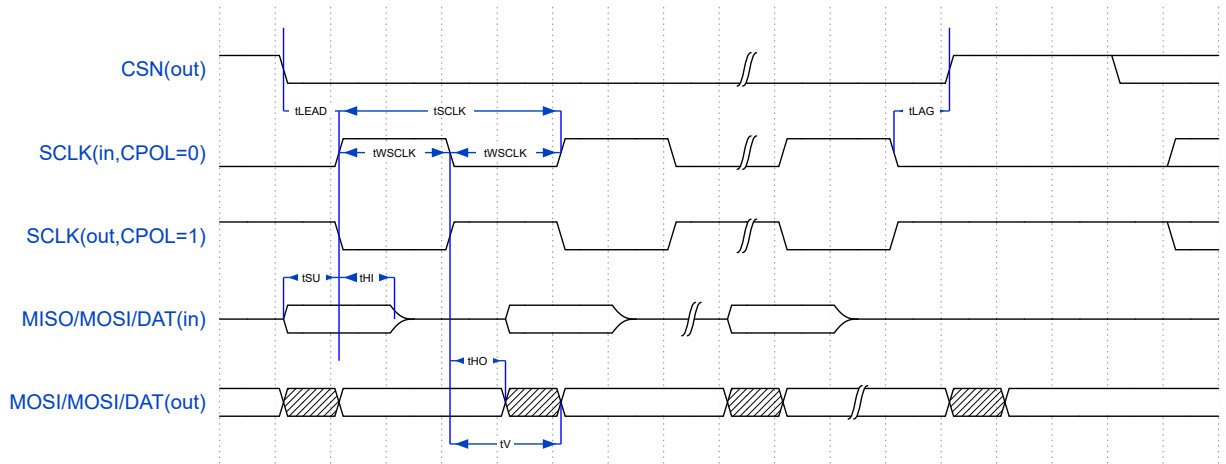 CSN(out)
tLEAD tSCLK tLAG
SCLK(in,CPOL=0) tWSCLK tWSCLK
SCLK(out,CPOL=1)
tSU tHI
MISO/MOSI/DAT(in)
tHO
MOSI/MOSI/DAT(out)
tV